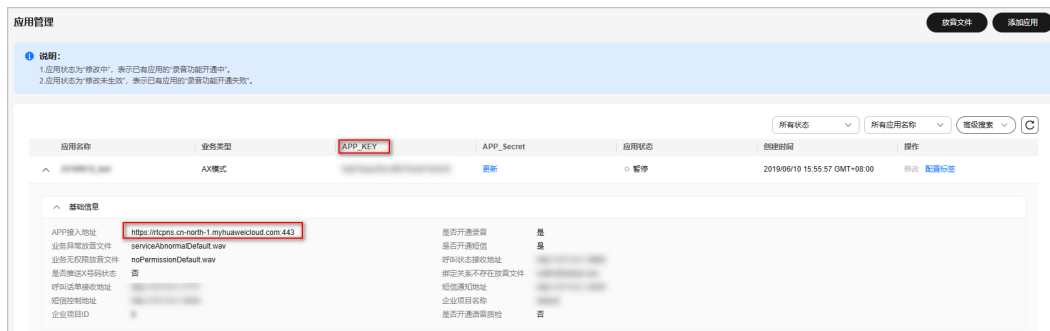 应用管理
放音文件 添加应用
说明：
1.应用状态为“修改中”，表示已有应用的“录音功能开通中”。
2.应用状态为“修改未生效”，表示已有应用的“录音功能开通失败”。
所有状态 所有应用名称 高级搜索
应用名称 业务类型 APP_KEY APP_Secret 应用状态 创建时间 操作
AX模式 更新 暂停 2019/06/10 15:55:57 GMT+08:00 修改 配置标签
基础信息
APP接入地址 https://rtcpns.cn-north-1.myhuaweicloud.com:443 是否开通录音 是
业务异常放音文件 serviceAbnormalDefault.wav 是否开通短信 是
业务无权限放音文件 noPermissionDefault.wav 呼叫状态接收地址
是否推送X号码状态 否 绑定关系不存在放音文件
呼叫话单接收地址 短信通知地址
短信控制地址 企业项目名称
企业项目ID 是否开通语音质检 否